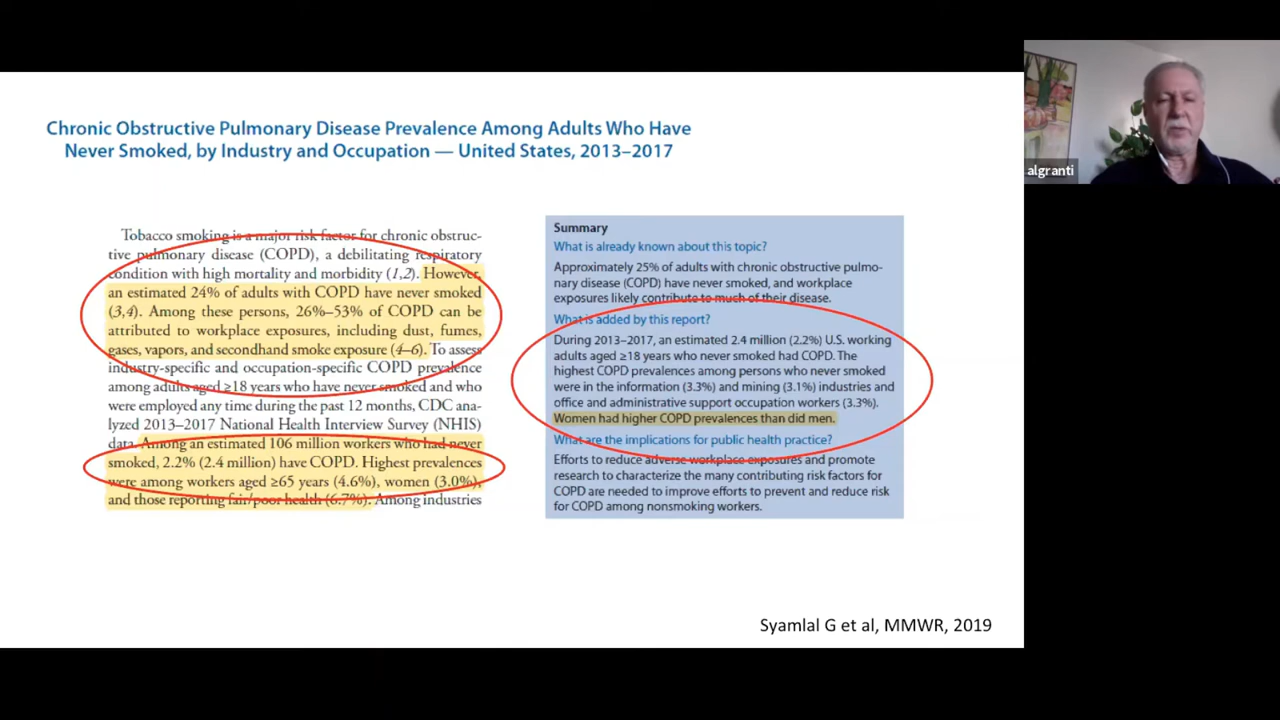 Chronic Obstructive Pulmonary Disease Prevalence Among Adults Who Have
Never Smoked, by Industry and Occupation — United States, 2013–2017
Tobacco smoking is a major risk factor for chronic obstruc-
tive pulmonary disease (COPD), a debilitating respiratory
condition with high mortality and morbidity (1,2). However,
an estimated 24% of adults with COPD have never smoked
(3,4). Among these persons, 26%–53% of COPD can be
attributed to workplace exposures, including dust, fumes,
gases, vapors, and secondhand smoke exposure (4–6). To assess
industry-specific and occupation-specific COPD prevalence
among adults aged ≥18 years who have never smoked and who
were employed any time during the past 12 months, CDC ana-
lyzed 2013–2017 National Health Interview Survey (NHIS)
data. Among an estimated 106 million workers who had never
smoked, 2.2% (2.4 million) have COPD. Highest prevalences
were among workers aged ≥65 years (4.6%), women (3.0%),
and those reporting fair/poor health (6.7%). Among industries
Summary
What is already known about this topic?
Approximately 25% of adults with chronic obstructive pulmo-
nary disease (COPD) have never smoked, and workplace
exposures likely contribute to much of their disease.
What is added by this report?
During 2013–2017, an estimated 2.4 million (2.2%) U.S. working
adults aged ≥18 years who never smoked had COPD. The
highest COPD prevalences among persons who never smoked
were in the information (3.3%) and mining (3.1%) industries and
office and administrative support occupation workers (3.3%).
Women had higher COPD prevalences than did men.
What are the implications for public health practice?
Efforts to reduce adverse workplace exposures and promote
research to characterize the many contributing risk factors for
COPD are needed to improve efforts to prevent and reduce risk
for COPD among nonsmoking workers.
Syamlal G et al, MMWR, 2019
algranti